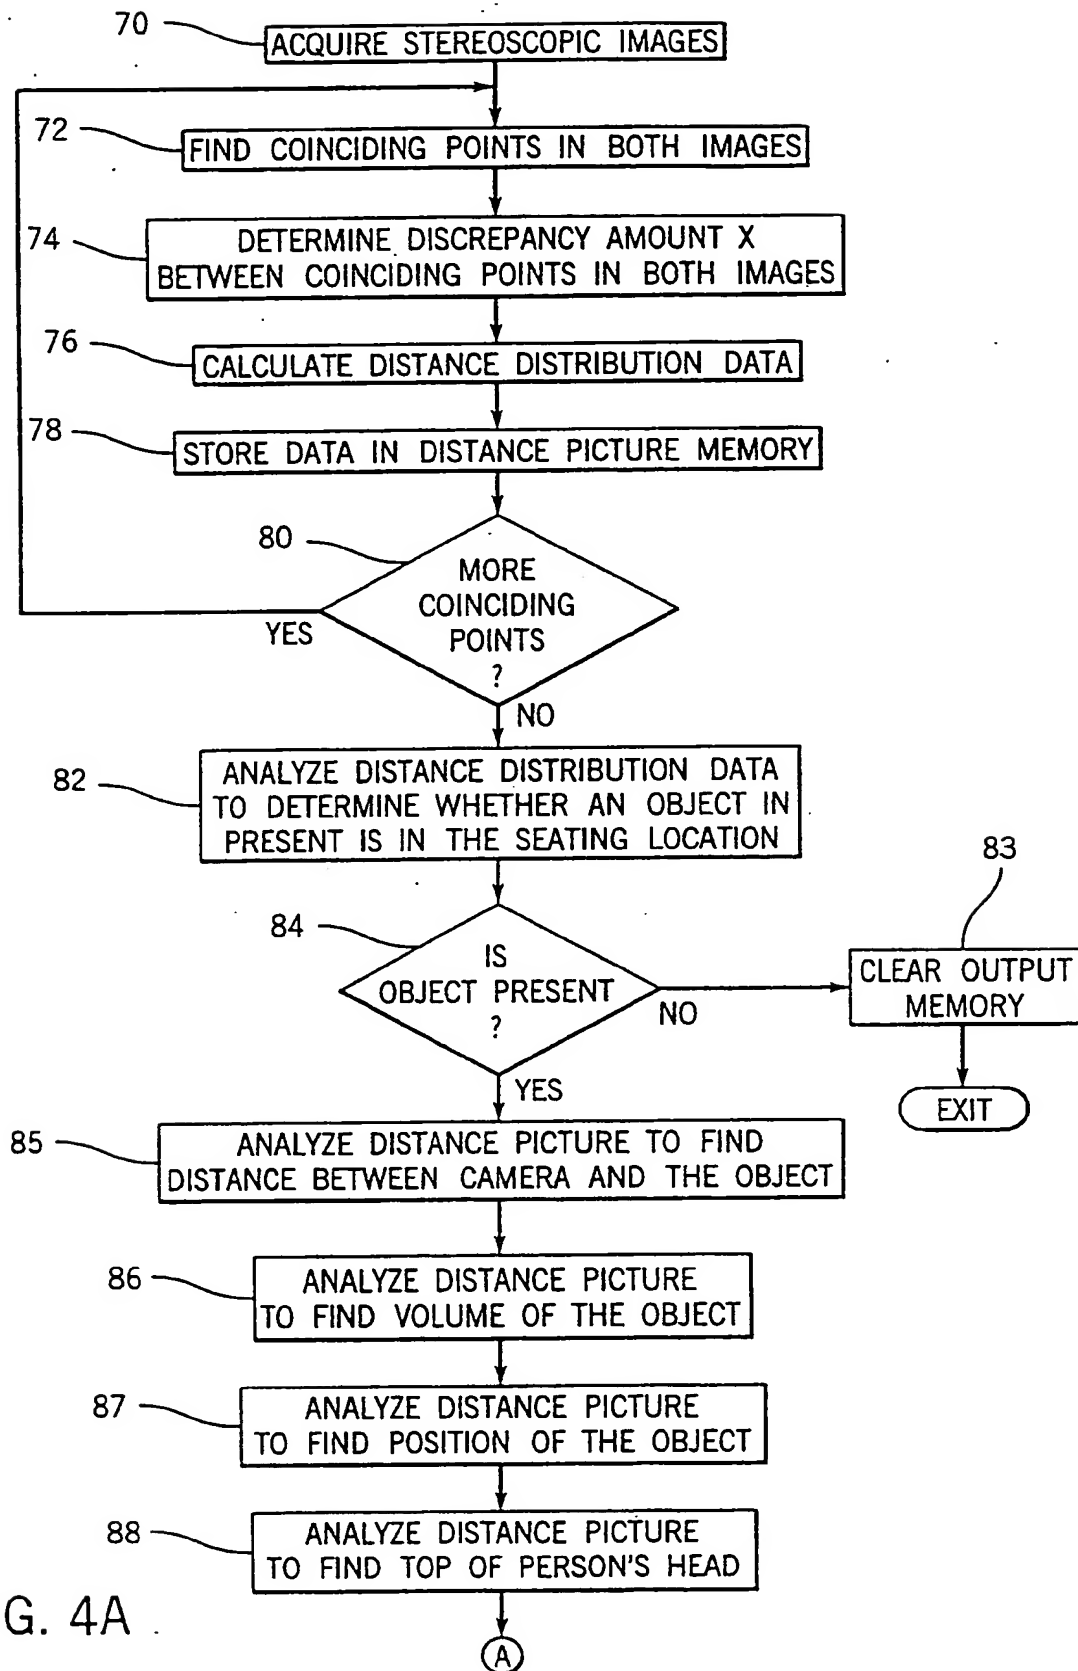 70
ACQUIRE STEREOSCOPIC IMAGES
72
FIND COINCIDING POINTS IN BOTH IMAGES
74
DETERMINE DISCREPANCY AMOUNT X
BETWEEN COINCIDING POINTS IN BOTH IMAGES
76
CALCULATE DISTANCE DISTRIBUTION DATA
78
STORE DATA IN DISTANCE PICTURE MEMORY
80
MORE
COINCIDING
POINTS
?
YES
NO
82
ANALYZE DISTANCE DISTRIBUTION DATA
TO DETERMINE WHETHER AN OBJECT IN
PRESENT IS IN THE SEATING LOCATION
84
IS
OBJECT PRESENT
?
NO
83
CLEAR OUTPUT
MEMORY
EXIT
YES
85
ANALYZE DISTANCE PICTURE TO FIND
DISTANCE BETWEEN CAMERA AND THE OBJECT
86
ANALYZE DISTANCE PICTURE
TO FIND VOLUME OF THE OBJECT
87
ANALYZE DISTANCE PICTURE
TO FIND POSITION OF THE OBJECT
88
ANALYZE DISTANCE PICTURE
TO FIND TOP OF PERSON'S HEAD
G. 4A
A